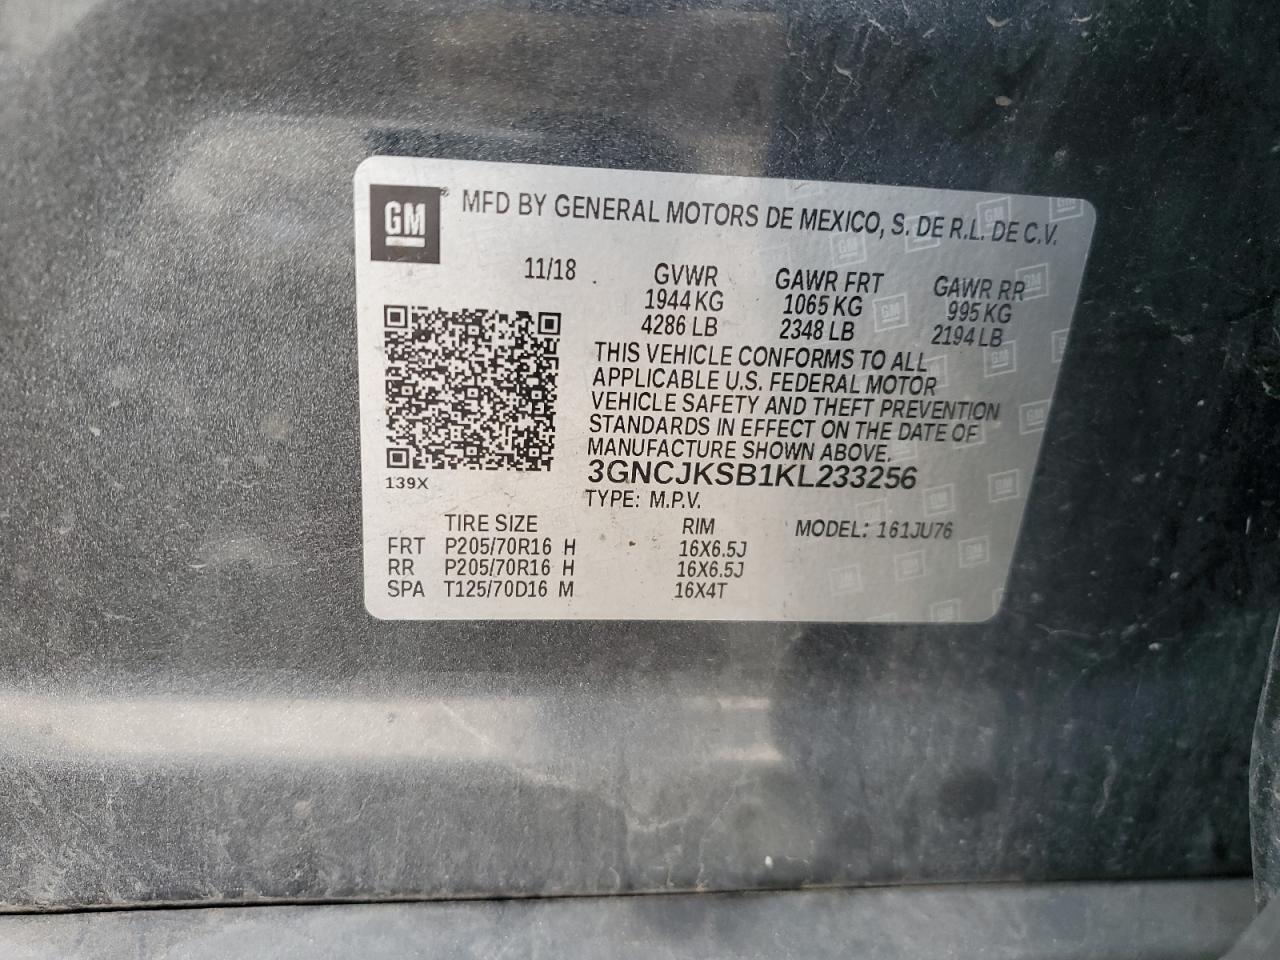 GM ® MFD BY GENERAL MOTORS DE MEXICO, S. DE R.L. DE C.V.
11/18 GVWR GAWR FRT GAWR RR
1944 KG 1065 KG 995 KG
4286 LB 2348 LB 2194 LB
THIS VEHICLE CONFORMS TO ALL
APPLICABLE U.S. FEDERAL MOTOR
VEHICLE SAFETY AND THEFT PREVENTION
STANDARDS IN EFFECT ON THE DATE OF
MANUFACTURE SHOWN ABOVE.
3GNCJKSB1KL233256
139X TYPE: M.P.V.
TIRE SIZE RIM MODEL: 161JU76
FRT P205/70R16 H 16X6.5J
RR P205/70R16 H 16X6.5J
SPA T125/70D16 M 16X4T